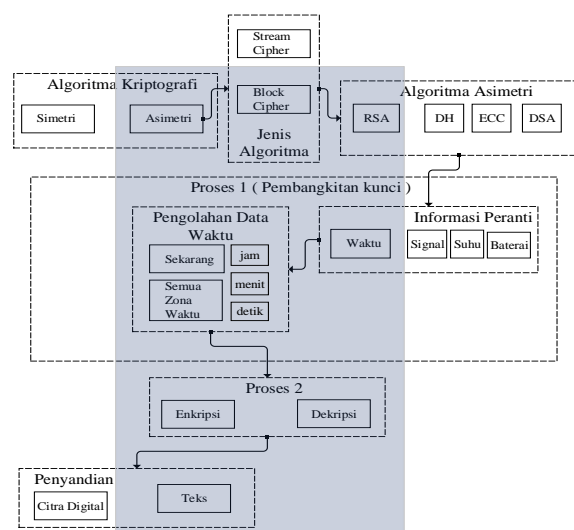 Stream
Cipher
Algoritma Kriptografi
Simetri
Asimetri
Block
Cipher
Jenis
Algoritma
Algoritma Asimetri
RSA
DH
ECC
DSA
Proses 1 ( Pembangkitan kunci )
Pengolahan Data
Waktu
Sekarang
Semua
Zona
Waktu
jam
menit
detik
Informasi Peranti
Waktu
Signal
Suhu
Baterai
Proses 2
Enkripsi
Dekripsi
Penyandian
Citra Digital
Teks